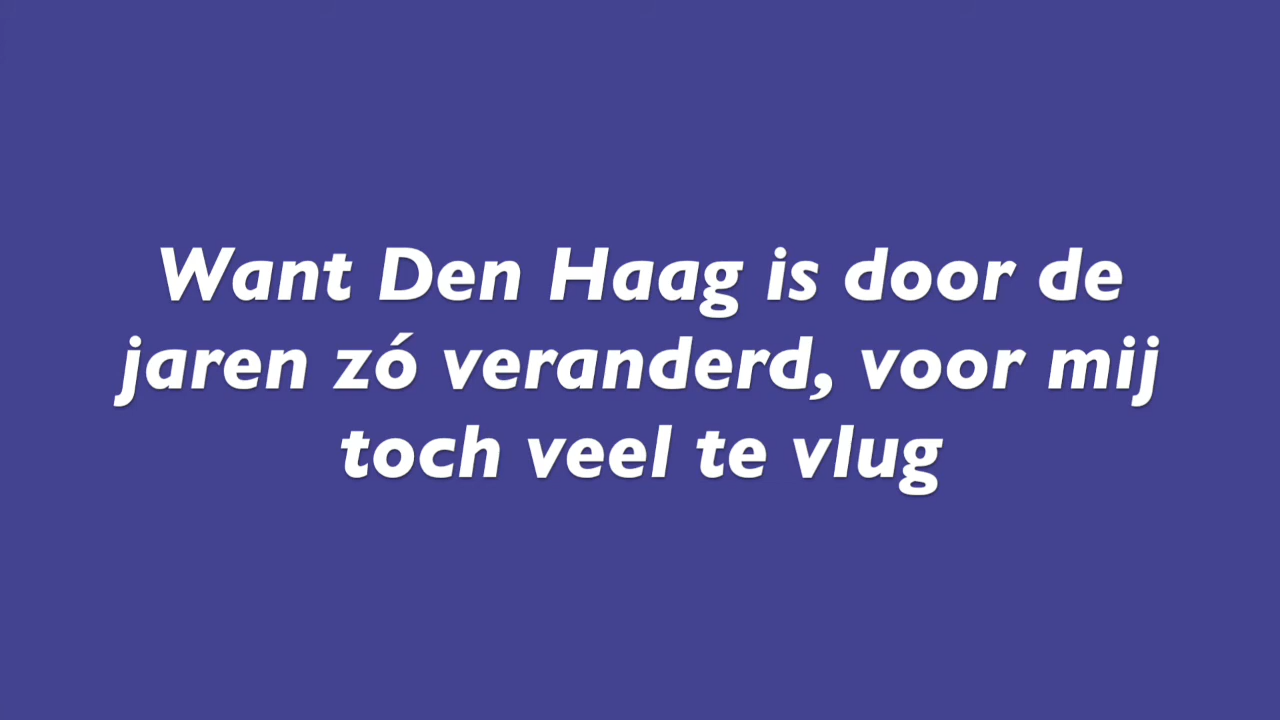 Want Den Haag is door de
jaren zó veranderd, voor mij
toch veel te vlug